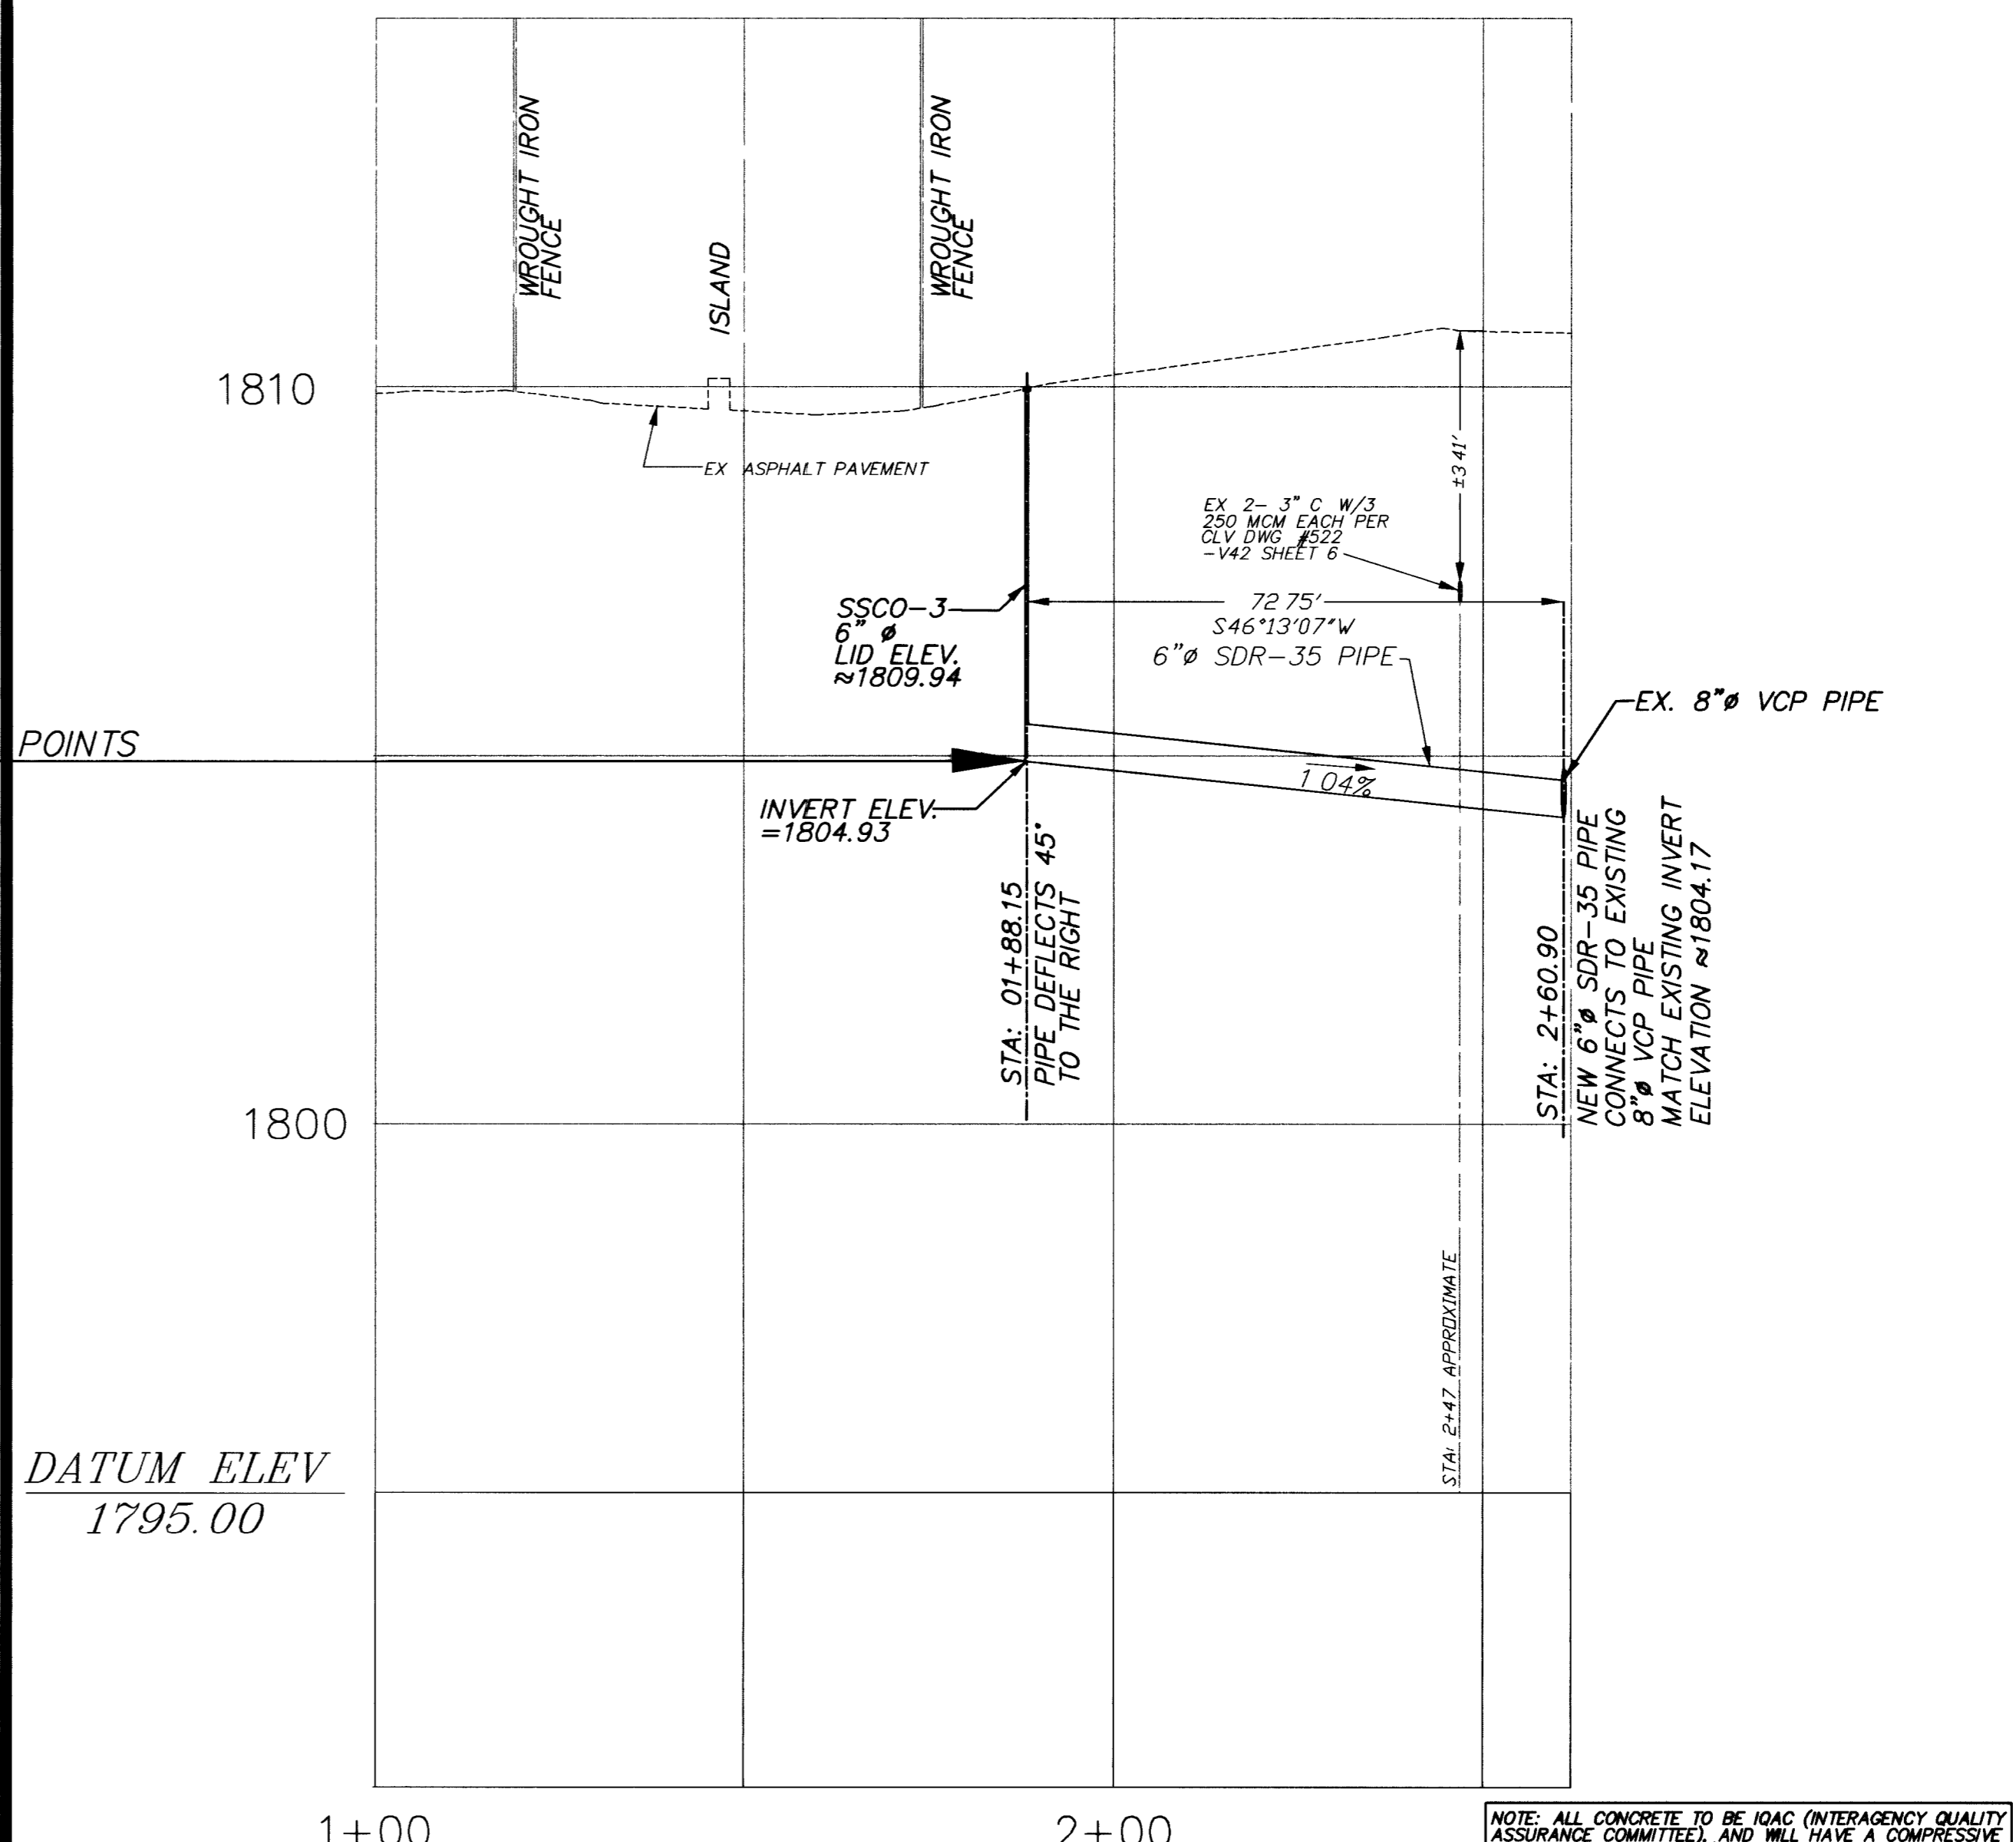 WROUGHT IRON
FENCE
ISLAND
WROUGHT IRON
FENCE
1810
EX ASPHALT PAVEMENT
±3 41'
EX 2- 3" C W/3
250 MCM EACH PER
CLV DWG #522
-V42 SHEET 6
SSCO-3
6" ø
LID ELEV.
≈1809.94
72 75'
S46°13'07"W
6"ø SDR-35 PIPE
EX. 8"ø VCP PIPE
POINTS
1 04%
INVERT ELEV.
=1804.93
STA: 01+88.15
PIPE DEFLECTS 45°
TO THE RIGHT
STA: 2+60.90
NEW 6"ø SDR-35 PIPE
CONNECTS TO EXISTING
8"ø VCP PIPE
MATCH EXISTING INVERT
ELEVATION ≈1804.17
1800
STA: 2+47 APPROXIMATE
DATUM ELEV
1795.00
1+00
2+00
NOTE: ALL CONCRETE TO BE IQAC (INTERAGENCY QUALITY
ASSURANCE COMMITTEE), AND WILL HAVE A COMPRESSIVE